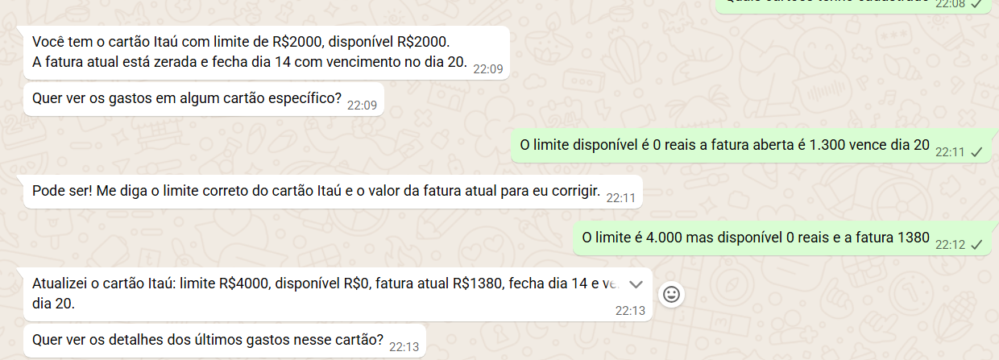 22:08
Você tem o cartão Itaú com limite de R$2000, disponível R$2000.
A fatura atual está zerada e fecha dia 14 com vencimento no dia 20. 22:09
Quer ver os gastos em algum cartão específico? 22:09
O limite disponível é 0 reais a fatura aberta é 1.300 vence dia 20 22:11
Pode ser! Me diga o limite correto do cartão Itaú e o valor da fatura atual para eu corrigir. 22:11
O limite é 4.000 mas disponível 0 reais e a fatura 1380 22:12
Atualizei o cartão Itaú: limite R$4000, disponível R$0, fatura atual R$1380, fecha dia 14 e
dia 20. 22:13
Quer ver os detalhes dos últimos gastos nesse cartão? 22:13